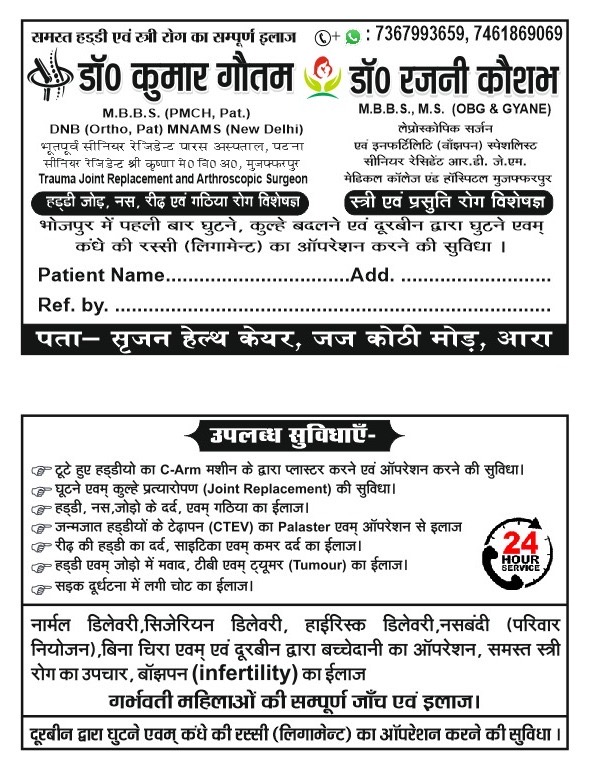 समस्त हड्डी एवं स्त्री रोग का सम्पूर्ण इलाज
+ : 7367993659, 7461869069
डॉ0 कुमार गौतम
M.B.B.S. (PMCH, Pat.)
DNB (Ortho, Pat) MNAMS (New Delhi)
भूतपूर्व सीनियर रेजिडेन्ट पारस अस्पताल, पटना
सीनियर रेजिडेन्ट श्री कृष्णा मे0 वि0 अ0, मुजफ्फरपुर
Trauma Joint Replacement and Arthroscopic Surgeon
हड्डी जोड़, नस, रीढ़ एवं गठिया रोग विशेषज्ञ
डॉ0 रजनी कौशभ
M.B.B.S., M.S. (OBG & GYANE)
लेप्रोस्कोपिक सर्जन
एवं इनफर्टिलिटि (वाँझपन) स्पेशलिस्ट
सीनियर रेसिडेंट आर.डी. जे.एम.
मेडिकल कॉलेज एंड हॉस्पिटल मुजफ्फरपुर
स्त्री एवं प्रसुति रोग विशेषज्ञ
भोजपुर में पहली बार घुटने, कुल्हे बदलने एवं दूरबीन द्वारा घुटने एवम्
कंधे की रस्सी (लिगामेन्ट) का ऑपरेशन करने की सुविधा ।
Patient Name.................................Add. ...........................
Ref. by. ...............................................................................
पता– सृजन हेल्थ केयर, जज कोठी मोड़, आरा
उपलब्ध सुविधाएँ-
टूटे हुए हड्डीयो का C-Arm मशीन के द्वारा प्लास्टर करने एवं ऑपरेशन करने की सुविधा।
घूटने एवम् कुल्हे प्रत्यारोपण (Joint Replacement) की सुविधा।
हड्डी, नस,जोड़ो के दर्द, एवम् गठिया का ईलाज।
जन्मजात हड्डीयों के टेढ़ापन (CTEV) का Palaster एवम् ऑपरेशन से इलाज
रीढ़ की हड्डी का दर्द, साइटिका एवम् कमर दर्द का ईलाज।
हड्डी एवम् जोड़ो में मवाद, टीबी एवम् ट्यूमर (Tumour) का ईलाज।
सड़क दूर्धटना में लगी चोट का ईलाज।
24
HOUR
SERVICE
नार्मल डिलेवरी,सिजेरियन डिलेवरी, हाईरिस्क डिलेवरी,नसबंदी (परिवार
नियोजन),बिना चिरा एवम् एवं दूरबीन द्वारा बच्चेदानी का ऑपरेशन, समस्त स्त्री
रोग का उपचार, बॉझपन (infertility) का ईलाज
गर्भवती महिलाओं की सम्पूर्ण जाँच एवं इलाज।
दूरबीन द्वारा घुटने एवम् कंधे की रस्सी (लिगामेन्ट) का ऑपरेशन करने की सुविधा ।